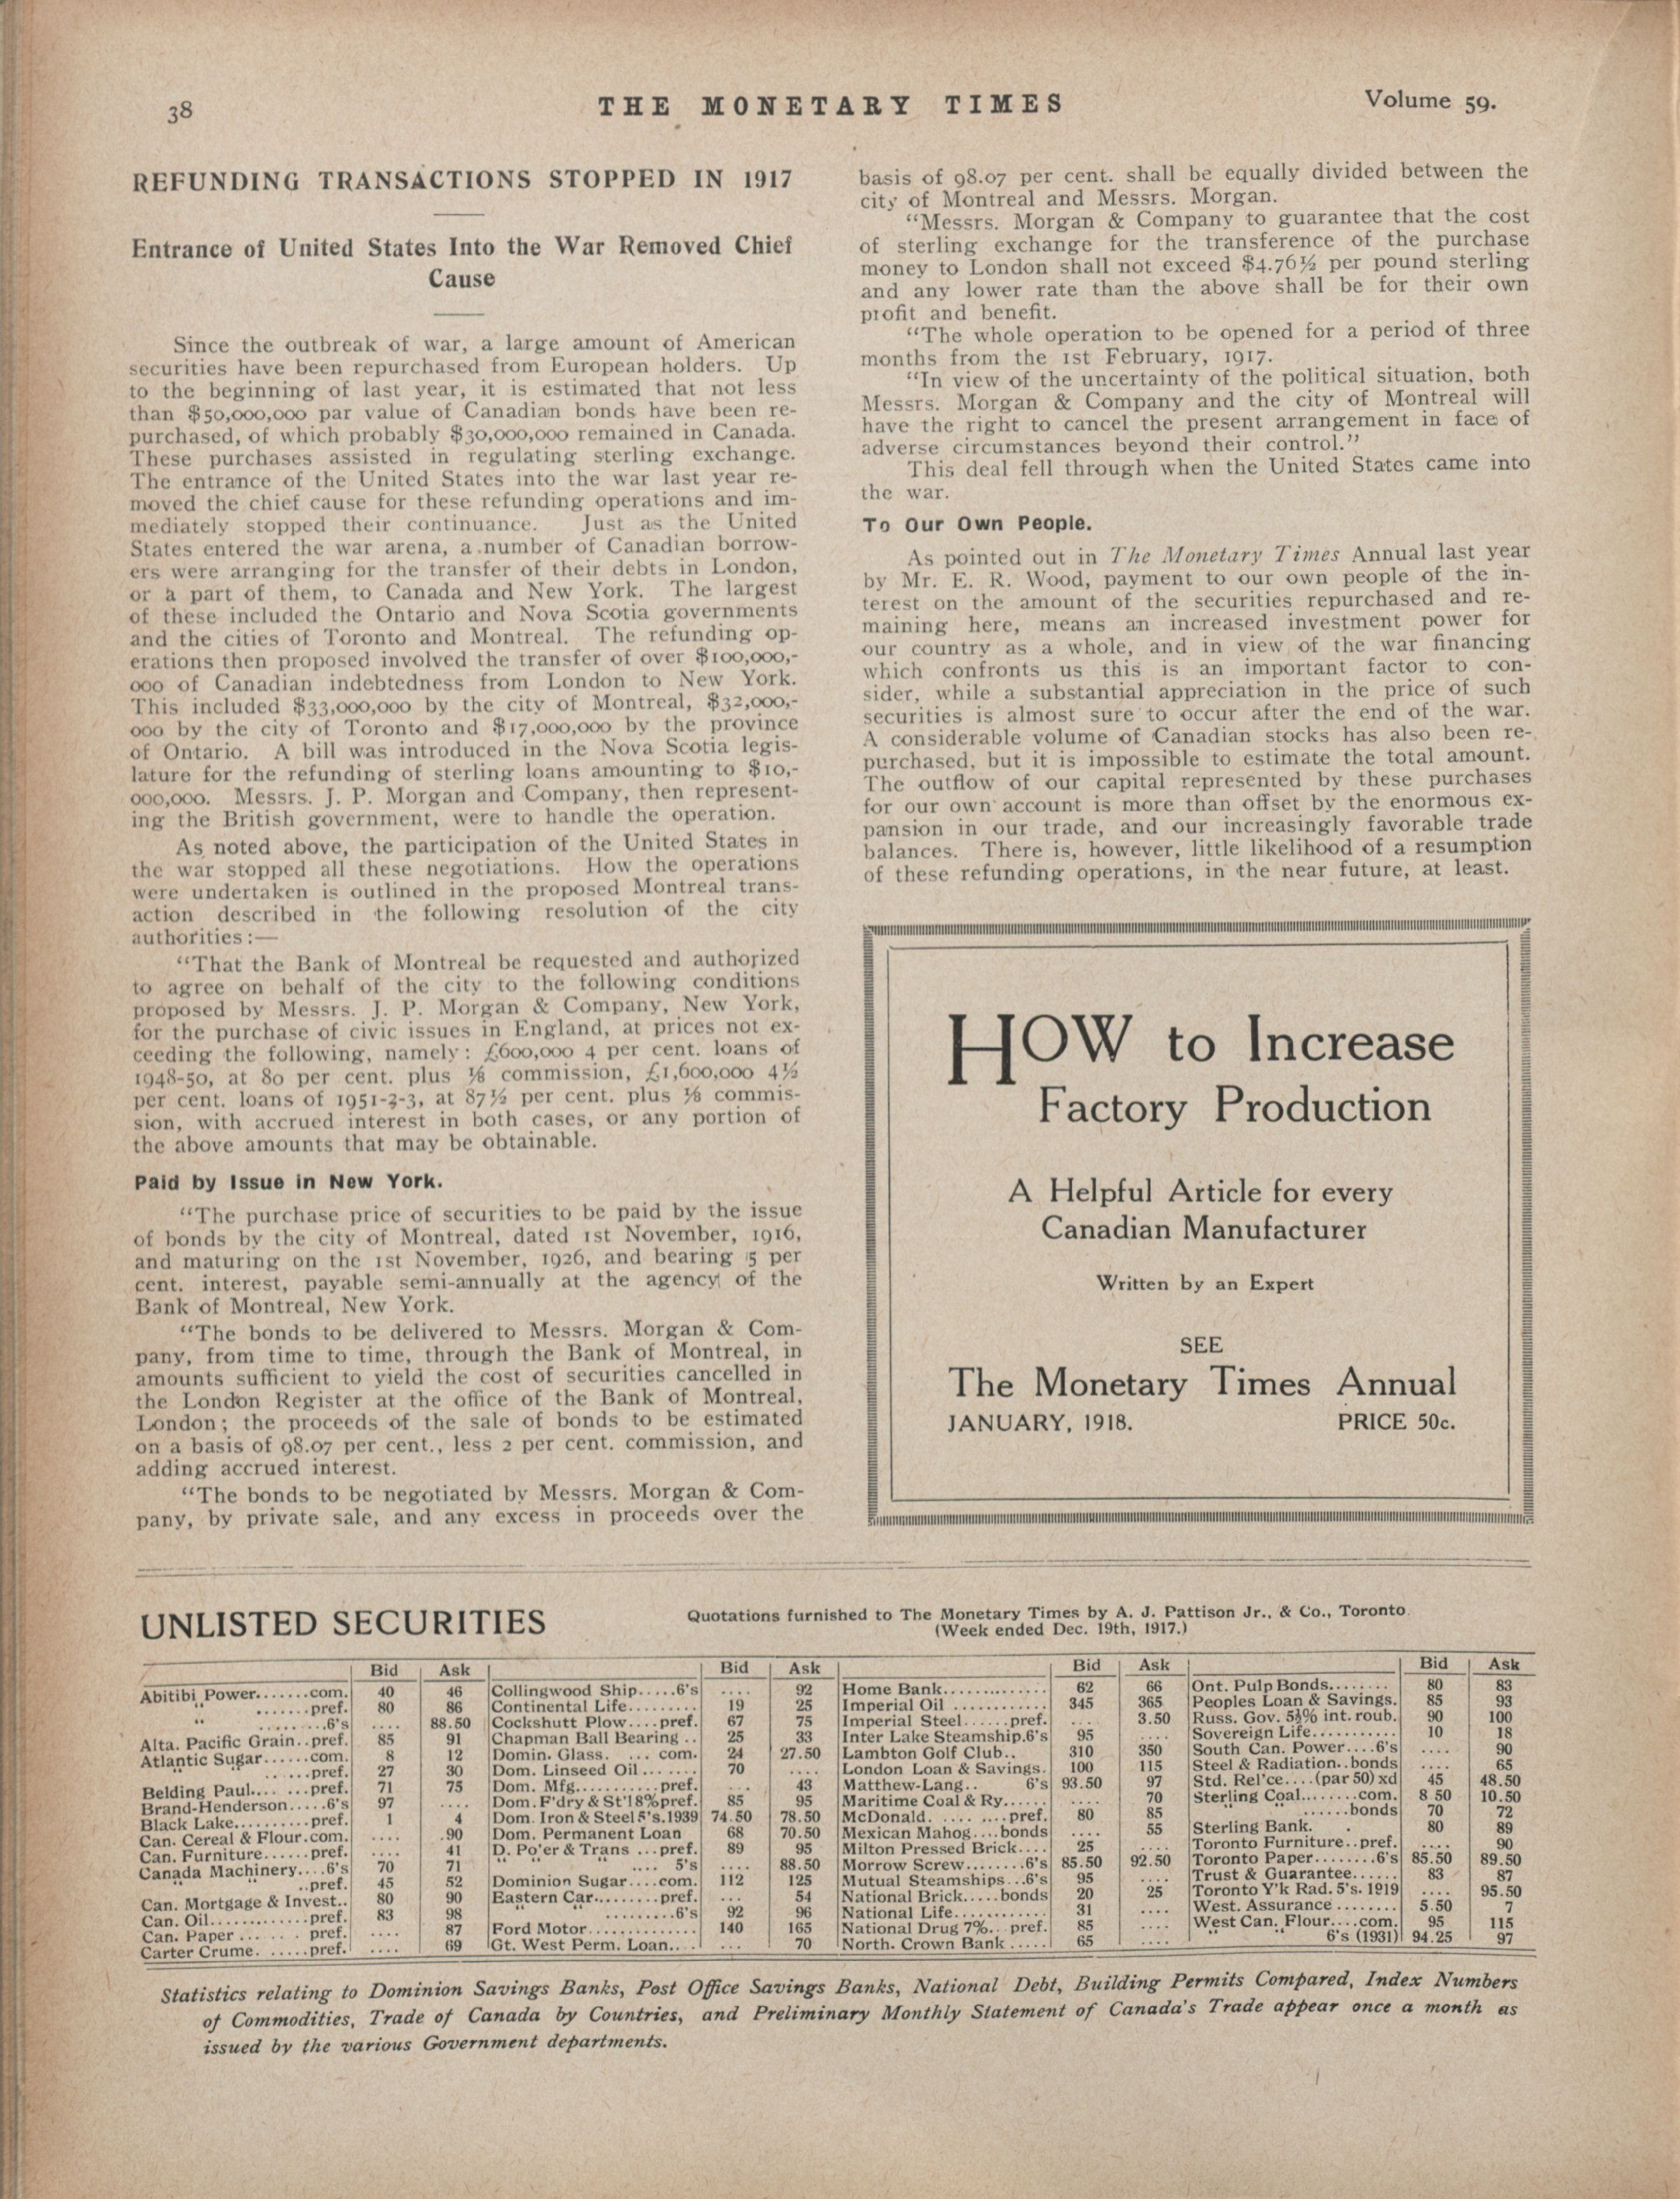 38
THE MONETARY TIMES
Volume 59.
REFUNDING TRANSACTIONS STOPPED IN 1917
Entrance of United States Into the War Removed Chief
Cause
Since the outbreak of war, a large amount of American
securities have been repurchased from European holders. Up
to the beginning of last year, it is estimated that not less
than $50,000,000 par value of Canadian bonds have been re-
purchased, of which probably $30,000,000 remained in Canada.
These purchases assisted in regulating sterling exchange.
The entrance of the United States into the war last year re-
moved the chief cause for these refunding operations and im-
mediately stopped their continuance. Just as the United
States entered the war arena, a number of Canadian borrow-
ers were arranging for the transfer of their debts in London,
or a part of them, to Canada and New York. The largest
of these included the Ontario and Nova Scotia governments
and the cities of Toronto and Montreal. The refunding op-
erations then proposed involved the transfer of over $100,000,-
000 of Canadian indebtedness from London to New York.
This included $33,000,000 by the city of Montreal, $32,000,-
000 by the city of Toronto and $17,000,000 by the province
of Ontario. A bill was introduced in the Nova Scotia legis-
lature for the refunding of sterling loans amounting to $10,-
000,000. Messrs. J. P. Morgan and Company, then represent-
ing the British government, were to handle the operation.
As noted above, the participation of the United States in
the war stopped all these negotiations. How the operations
were undertaken is outlined in the proposed Montreal trans-
action described in the following resolution of the city
authorities:—
"That the Bank of Montreal be requested and authorized
to agree on behalf of the city to the following conditions
proposed by Messrs. J. P. Morgan & Company, New York,
for the purchase of civic issues in England, at prices not ex-
ceeding the following, namely: £600,000 4 per cent. loans of
1948-50, at 80 per cent. plus ⅛ commission, £1,600,000 4½
per cent. loans of 1951-2-3, at 87½ per cent. plus ⅛ commis-
sion, with accrued interest in both cases, or any portion of
the above amounts that may be obtainable.
Paid by Issue in New York.
"The purchase price of securities to be paid by the issue
of bonds by the city of Montreal, dated 1st November, 1916,
and maturing on the 1st November, 1926, and bearing 5 per
cent. interest, payable semi-annually at the agency of the
Bank of Montreal, New York.
"The bonds to be delivered to Messrs. Morgan & Com-
pany, from time to time, through the Bank of Montreal, in
amounts sufficient to yield the cost of securities cancelled in
the London Register at the office of the Bank of Montreal,
London; the proceeds of the sale of bonds to be estimated
on a basis of 98.07 per cent., less 2 per cent. commission, and
adding accrued interest.
"The bonds to be negotiated by Messrs. Morgan & Com-
pany, by private sale, and any excess in proceeds over the
basis of 98.07 per cent. shall be equally divided between the
city of Montreal and Messrs. Morgan.
"Messrs. Morgan & Company to guarantee that the cost
of sterling exchange for the transference of the purchase
money to London shall not exceed $4.76½ per pound sterling
and any lower rate than the above shall be for their own
profit and benefit.
"The whole operation to be opened for a period of three
months from the 1st February, 1917.
"In view of the uncertainty of the political situation, both
Messrs. Morgan & Company and the city of Montreal will
have the right to cancel the present arrangement in face of
adverse circumstances beyond their control."
This deal fell through when the United States came into
the war.
To Our Own People.
As pointed out in The Monetary Times Annual last year
by Mr. E. R. Wood, payment to our own people of the in-
terest on the amount of the securities repurchased and re-
maining here, means an increased investment power for
our country as a whole, and in view of the war financing
which confronts us this is an important factor to con-
sider, while a substantial appreciation in the price of such
securities is almost sure to occur after the end of the war.
A considerable volume of Canadian stocks has also been re-
purchased, but it is impossible to estimate the total amount.
The outflow of our capital represented by these purchases
for our own account is more than offset by the enormous ex-
pansion in our trade, and our increasingly favorable trade
balances. There is, however, little likelihood of a resumption
of these refunding operations, in the near future, at least.
HOW to Increase
Factory Production
A Helpful Article for every
Canadian Manufacturer
Written by an Expert
SEE
The Monetary Times Annual
JANUARY, 1918. PRICE 50c.
UNLISTED SECURITIES
Quotations furnished to The Monetary Times by A. J. Pattison Jr., & Co., Toronto
(Week ended Dec. 19th, 1917.)
Bid Ask
Abitibi Power.......com. 40 46
" .......pref. 80 86
" ........6's .... 88.50
Alta. Pacific Grain..pref. 85 91
Atlantic Sugar......com. 8 12
" ......pref. 27 30
Belding Paul.... ...pref. 71 75
Brand-Henderson.....6's 97 ....
Black Lake..........pref. 1 4
Can. Cereal & Flour.com. .... .90
Can. Furniture......pref. .... 41
Canada Machinery....6's 70 71
" ..pref. 45 52
Can. Mortgage & Invest.. 80 90
Can. Oil.............pref. 83 98
Can. Paper ... .. . pref. .... 87
Carter Crume. ......pref. .... 69
Bid Ask
Collingwood Ship.....6's .... 92
Continental Life......... 19 25
Cockshutt Plow....pref. 67 75
Chapman Ball Bearing .. 25 33
Domin. Glass. ... com. 24 27.50
Dom. Linseed Oil....... 70 ....
Dom. Mfg...........pref. ... 43
Dom. F'dry & St'l 8% pref. 85 95
Dom. Iron & Steel 5's.1939 74.50 78.50
Dom. Permanent Loan 68 70.50
D. Po'er & Trans ...pref. 89 95
" " .... 5's .... 88.50
Dominion Sugar....com. 112 125
Eastern Car.........pref. ... 54
" .........6's 92 96
Ford Motor.............. 140 165
Gt. West Perm. Loan.... ... 70
Bid Ask
Home Bank.............. 62 66
Imperial Oil ............ 345 365
Imperial Steel......pref. ... 3.50
Inter Lake Steamship.6's 95 ....
Lambton Golf Club.. 310 350
London Loan & Savings. 100 115
Matthew-Lang.. 6's 93.50 97
Maritime Coal & Ry...... .... 70
McDonald..... ....pref. 80 85
Mexican Mahog....bonds .... 55
Milton Pressed Brick.... 25 ....
Morrow Screw........6's 85.50 92.50
Mutual Steamships...6's 95 ....
National Brick.....bonds 20 25
National Life............ 31 ....
National Drug 7%.. pref. 85 ....
North. Crown Bank ..... 65 ....
Bid Ask
Ont. Pulp Bonds........ 80 83
Peoples Loan & Savings. 85 93
Russ. Gov. 5½% int. roub. 90 100
Sovereign Life........... 10 18
South Can. Power....6's .... 90
Steel & Radiation..bonds .... 65
Std. Rel'ce....(par 50) xd 45 48.50
Sterling Coal........com. 8 50 10.50
" ......bonds 70 72
Sterling Bank. . 80 89
Toronto Furniture..pref. .... 90
Toronto Paper........6's 85.50 89.50
Trust & Guarantee...... 83 87
Toronto Y'k Rad. 5's. 1919 .... 95.50
West. Assurance ........ 5.50 7
West Can. Flour....com. 95 115
" " 6's (1931) 94.25 97
Statistics relating to Dominion Savings Banks, Post Office Savings Banks, National Debt, Building Permits Compared, Index Numbers
of Commodities, Trade of Canada by Countries, and Preliminary Monthly Statement of Canada's Trade appear once a month as
issued by the various Government departments.